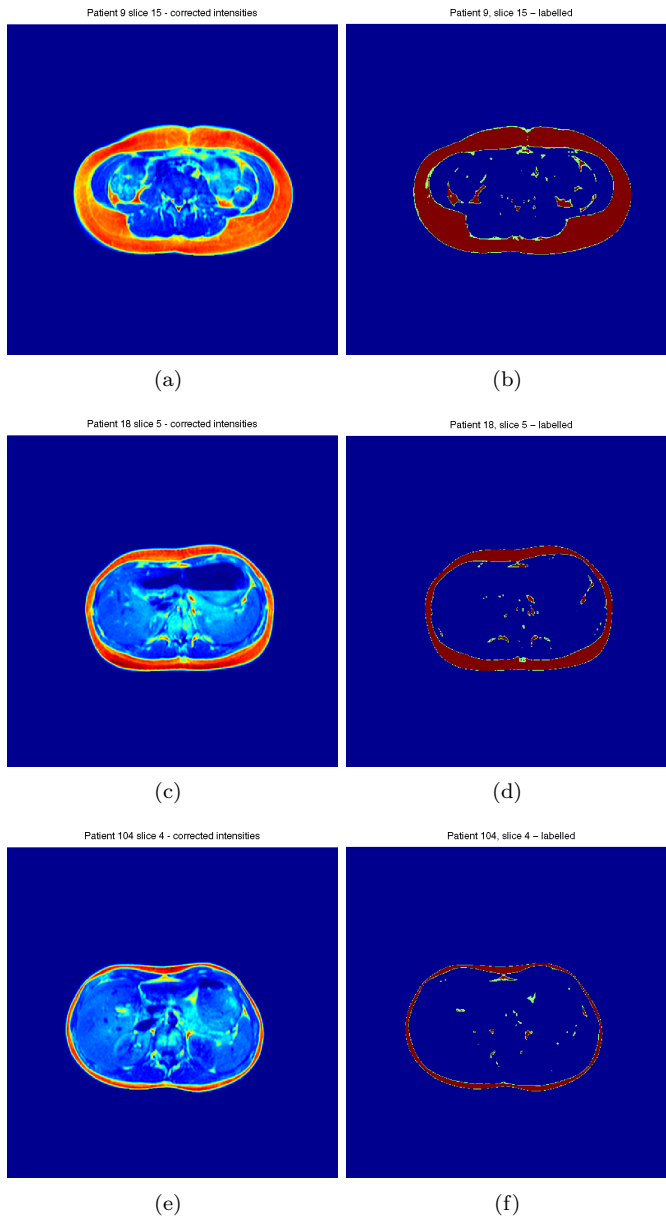 Patient 9 slice 15 - corrected intensities
Patient 9, slice 15 – labelled
(a)
(b)
Patient 18 slice 5 - corrected intensities
Patient 18, slice 5 – labelled
(c)
(d)
Patient 104 slice 4 - corrected intensities
Patient 104, slice 4 – labelled
(e)
(f)